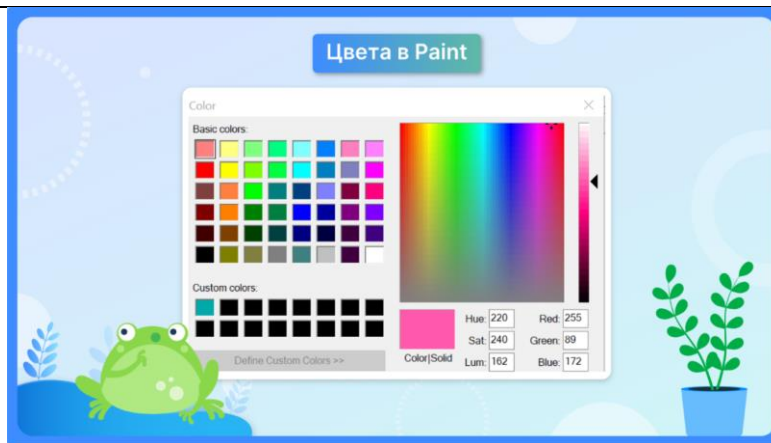 Цвета в Paint
Color
Basic colors:
Custom colors:
Define Custom Colors >>
Color|Solid
Hue: 220
Sat: 240
Lum: 162
Red: 255
Green: 89
Blue: 172